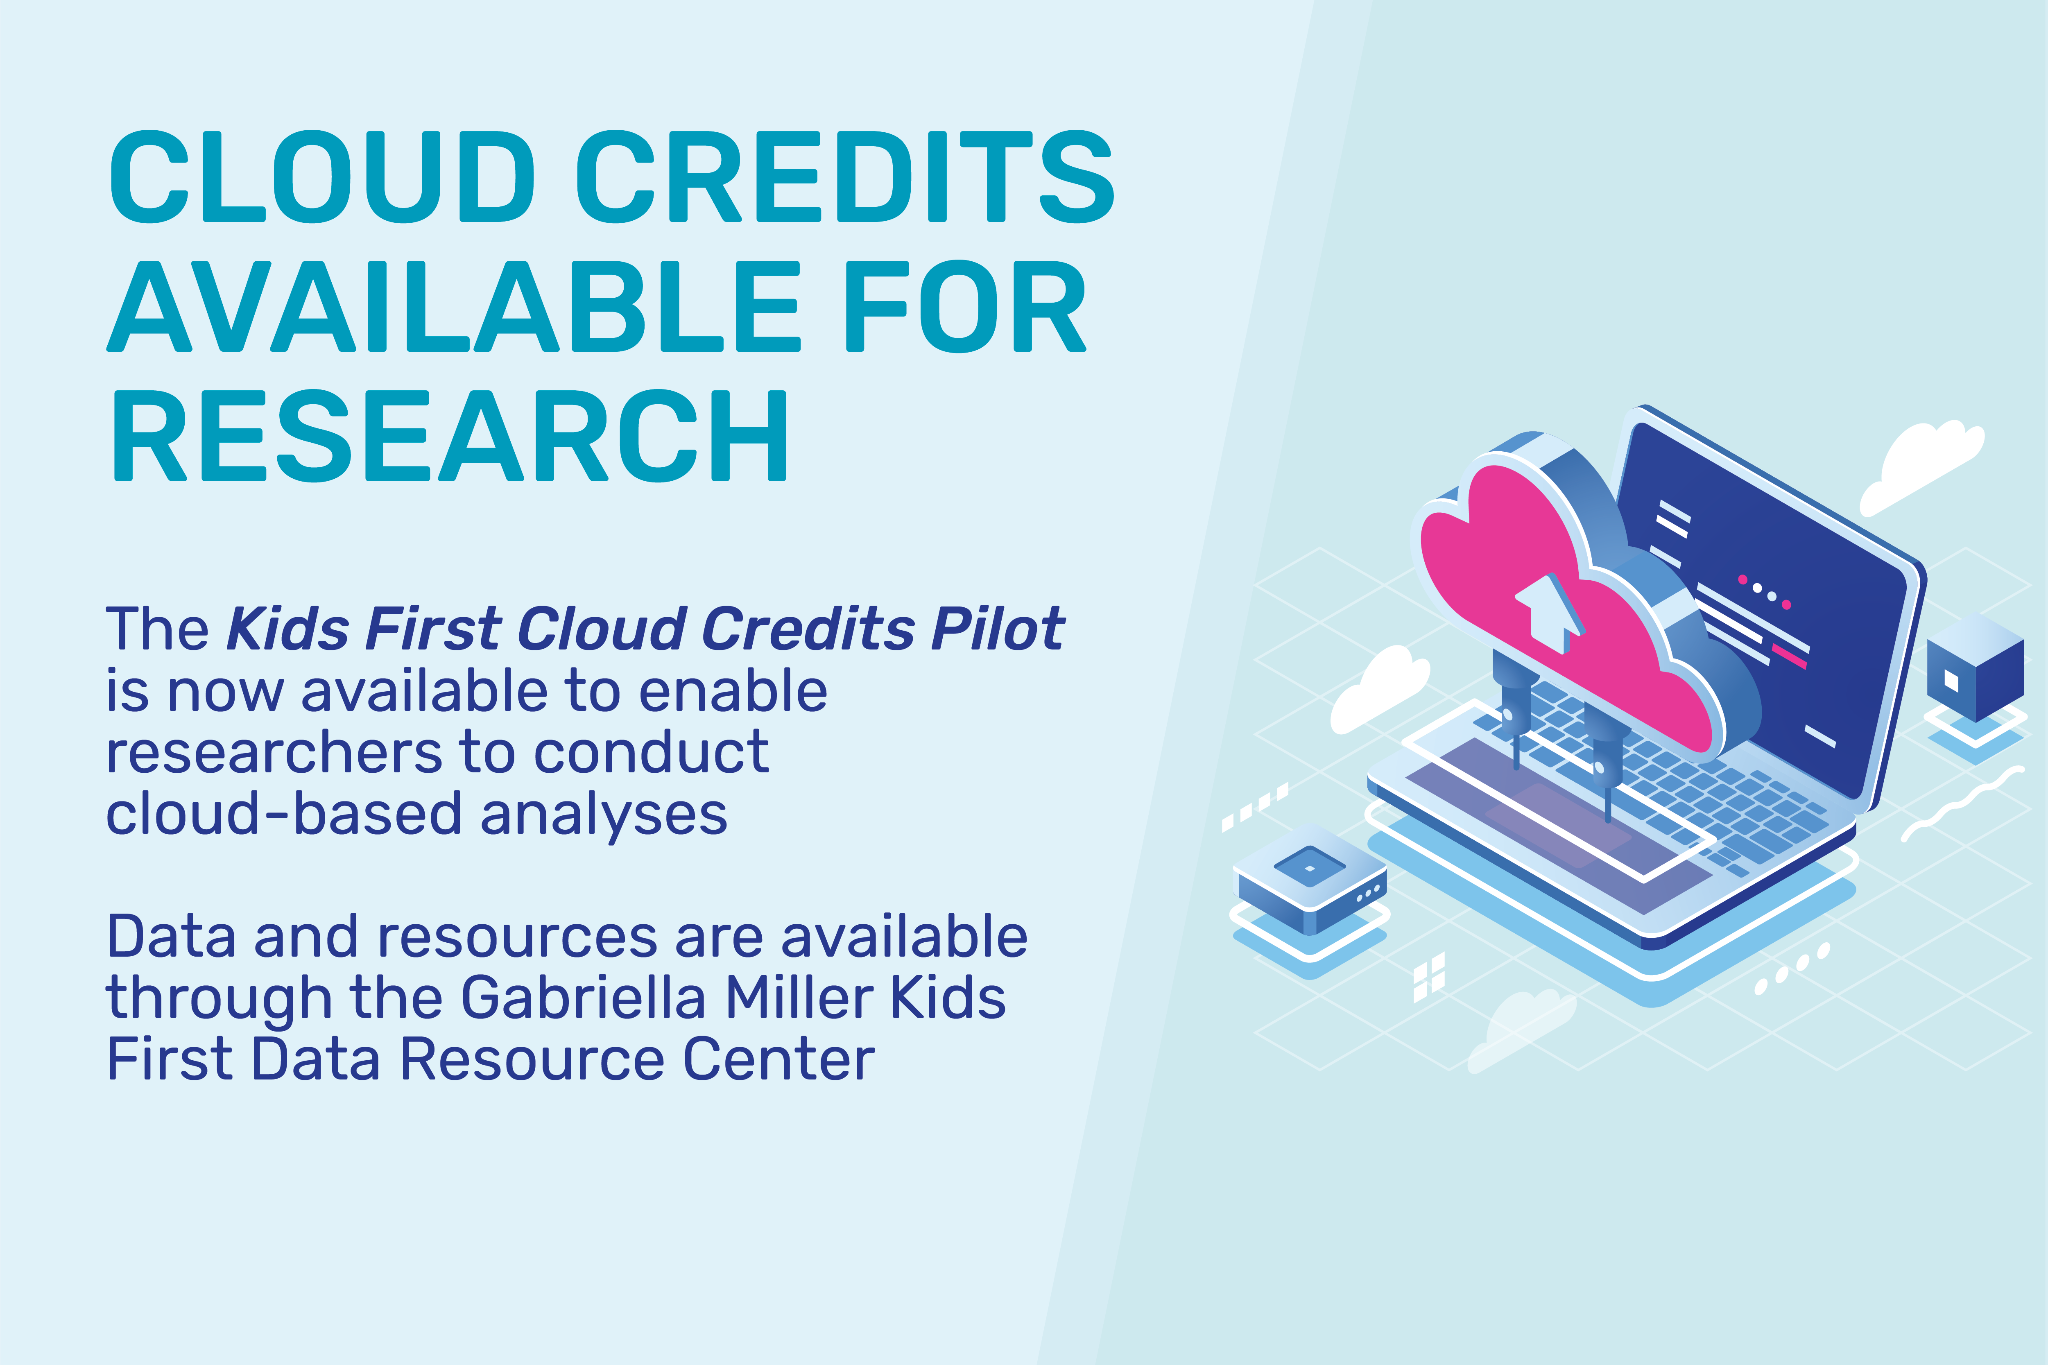 CLOUD CREDITS
AVAILABLE FOR
RESEARCH
The Kids First Cloud Credits Pilot
is now available to enable
researchers to conduct
cloud-based analyses
Data and resources are available
through the Gabriella Miller Kids
First Data Resource Center